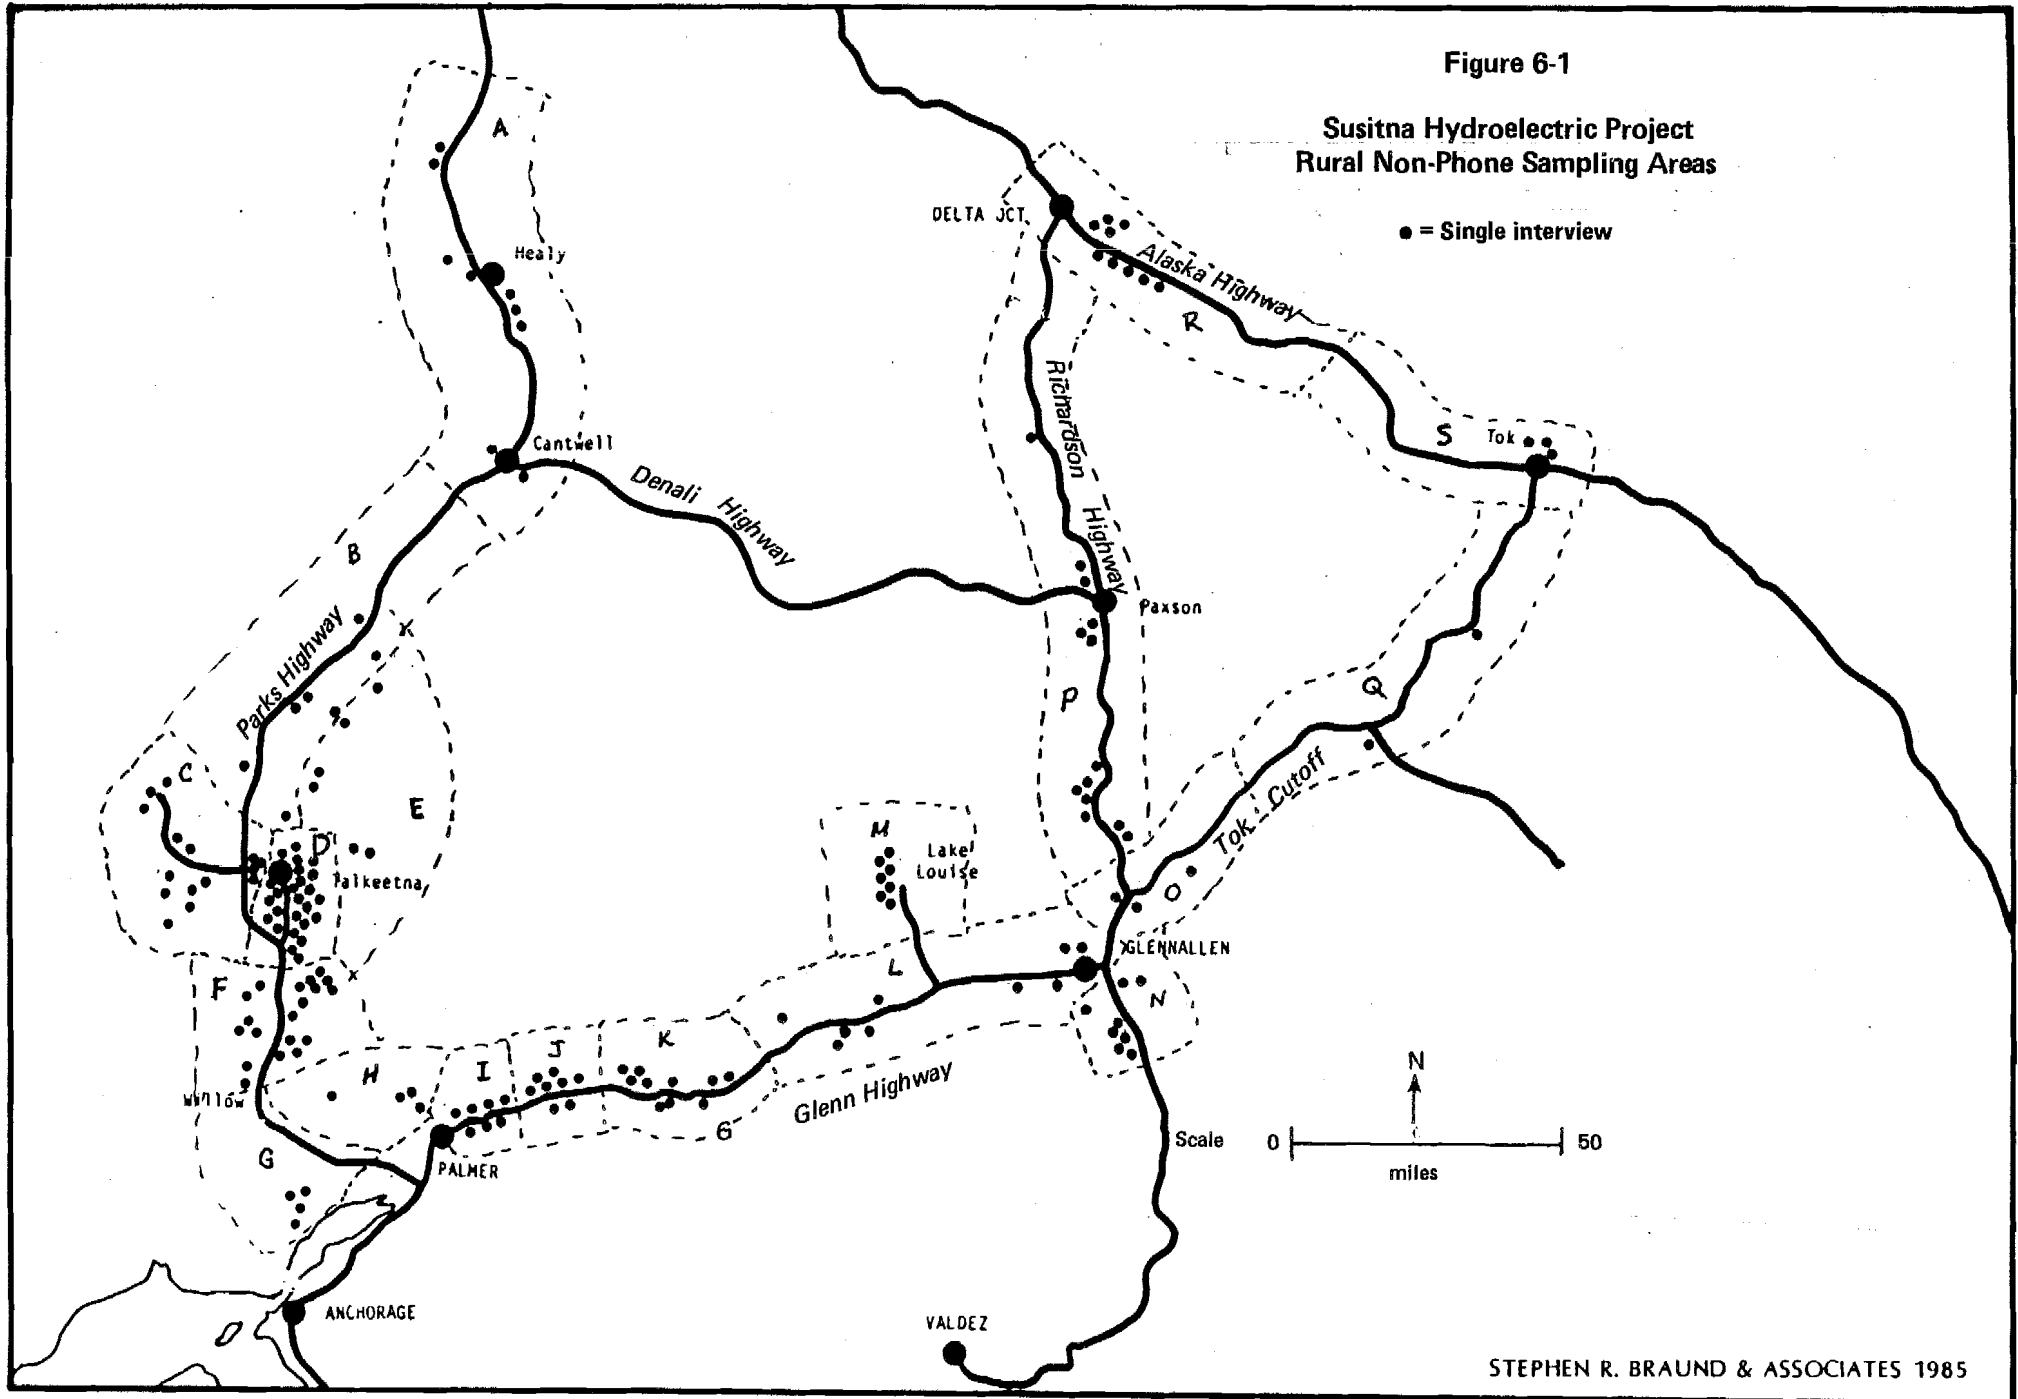 Figure 6-1
Susitna Hydroelectric Project
Rural Non-Phone Sampling Areas
● = Single interview
A
Healy
DELTA JCT.
Alaska Highway
R
Richardson Highway
S
Tok
Cantwell
Denali Highway
B
Parks Highway
Paxson
P
Q
C
E
Tok Cutoff
D
Talkeetna
M
Lake
Louise
O
GLENNALLEN
L
F
N
K
J
I
H
Willow
G
6
Glenn Highway
PALMER
N
Scale 0 50
miles
ANCHORAGE
VALDEZ
STEPHEN R. BRAUND & ASSOCIATES 1985